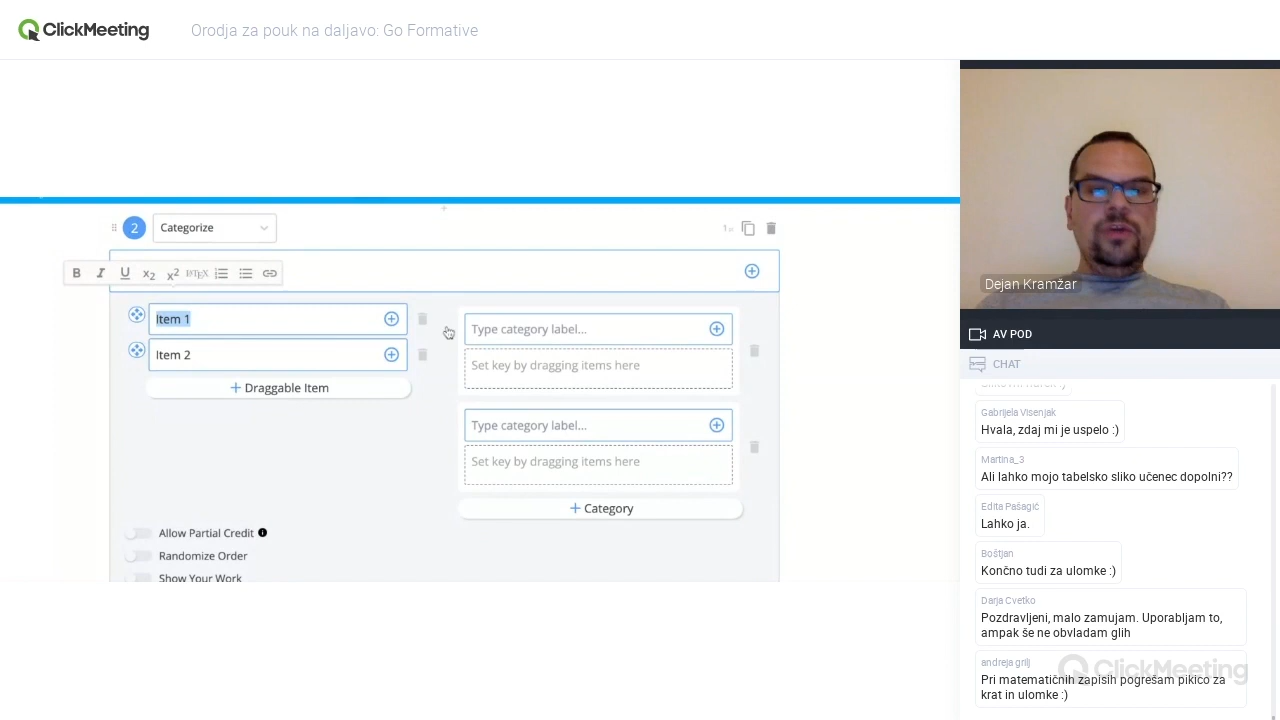 ClickMeeting
Orodja za pouk na daljavo: Go Formative
2
Categorize
B I U x2 x² LATEX
Item 1
Item 2
+ Draggable Item
Type category label...
Set key by dragging items here
Type category label...
Set key by dragging items here
+ Category
Allow Partial Credit
Randomize Order
Show Your Work
Dejan Kramžar
AV POD
CHAT
Gabrijela Visenjak
Hvala, zdaj mi je uspelo :)
Martina_3
Ali lahko mojo tabelsko sliko učenec dopolni??
Edita Pašagić
Lahko ja.
Boštjan
Končno tudi za ulomke :)
Darja Cvetko
Pozdravljeni, malo zamujam. Uporabljam to,
ampak še ne obvladam glih
andreja grilj
Pri matematičnih zapisih pogrešam pikico za
krat in ulomke :)
ClickMeeting